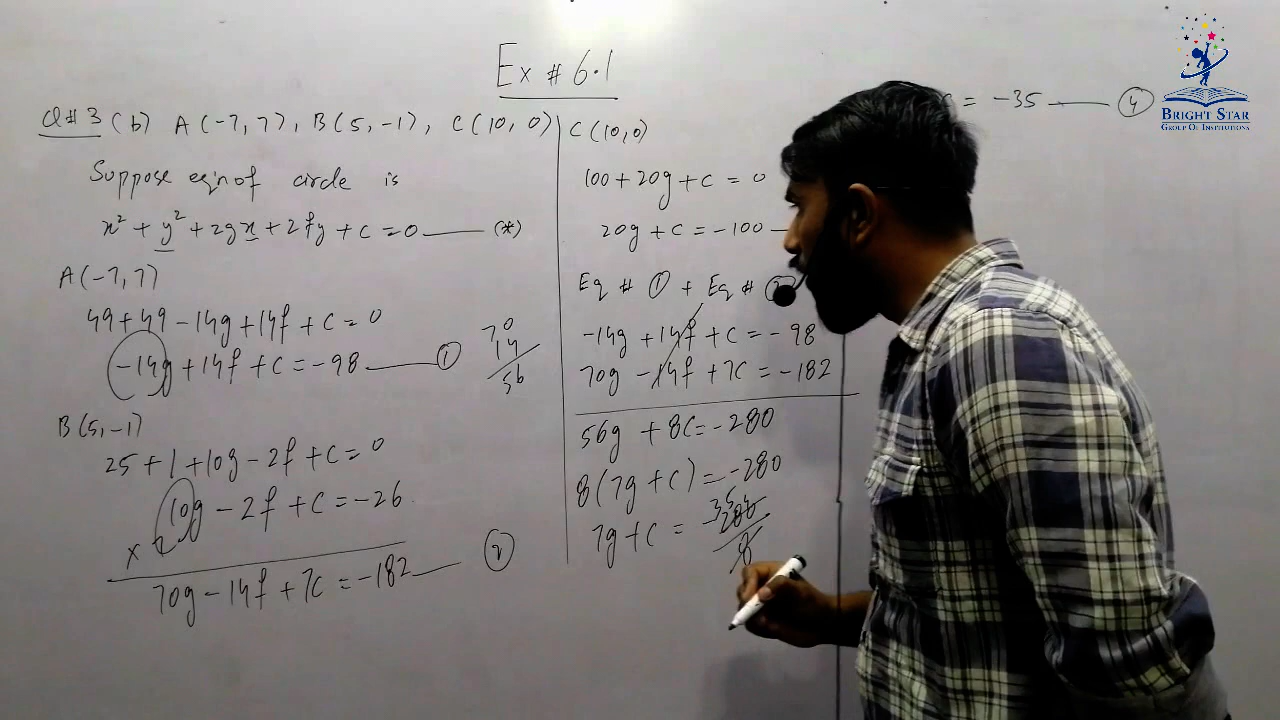 Ex # 6.1
Q#3 (b) A(-7,7), B(5,-1), C(10,0)
Suppose eqn of circle is
x² + y² + 2gx + 2fy + c = 0 —— (*)
A(-7,7)
49+49-14g+14f+c=0
-14g+14f+c=-98 —— ①
70
14
56
B(5,-1)
25+1+10g-2f+c=0
10g-2f+c=-26
70g-14f+7c=-182 —— ②
C(10,0)
100+20g+c=0
20g+c=-100 —
Eq # ① + Eq #
-14g+14f+c=-98
70g-14f+7c=-182
56g+8c=-280
8(7g+c)=-280
7g+c=
35
280
8
= -35 —— ④
BRIGHT STAR
GROUP OF INSTITUTIONS